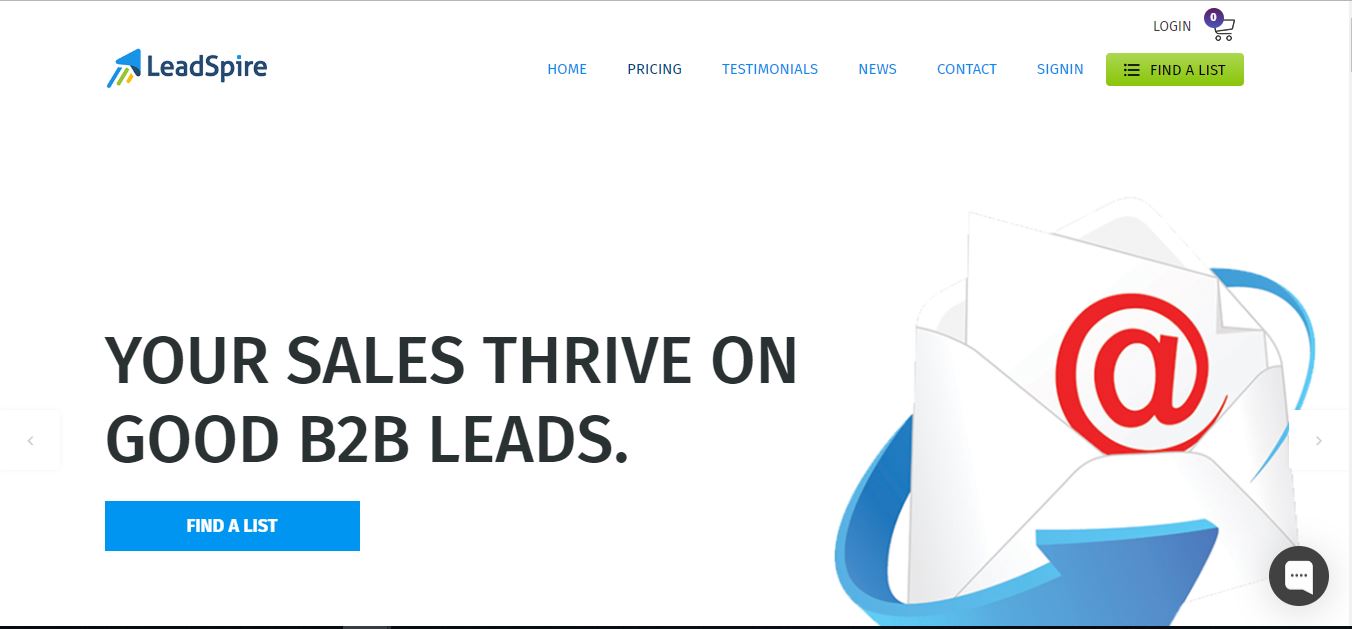 LOGIN
0
LeadSpire
HOME
PRICING
TESTIMONIALS
NEWS
CONTACT
SIGNIN
FIND A LIST
YOUR SALES THRIVE ON
GOOD B2B LEADS.
FIND A LIST
@